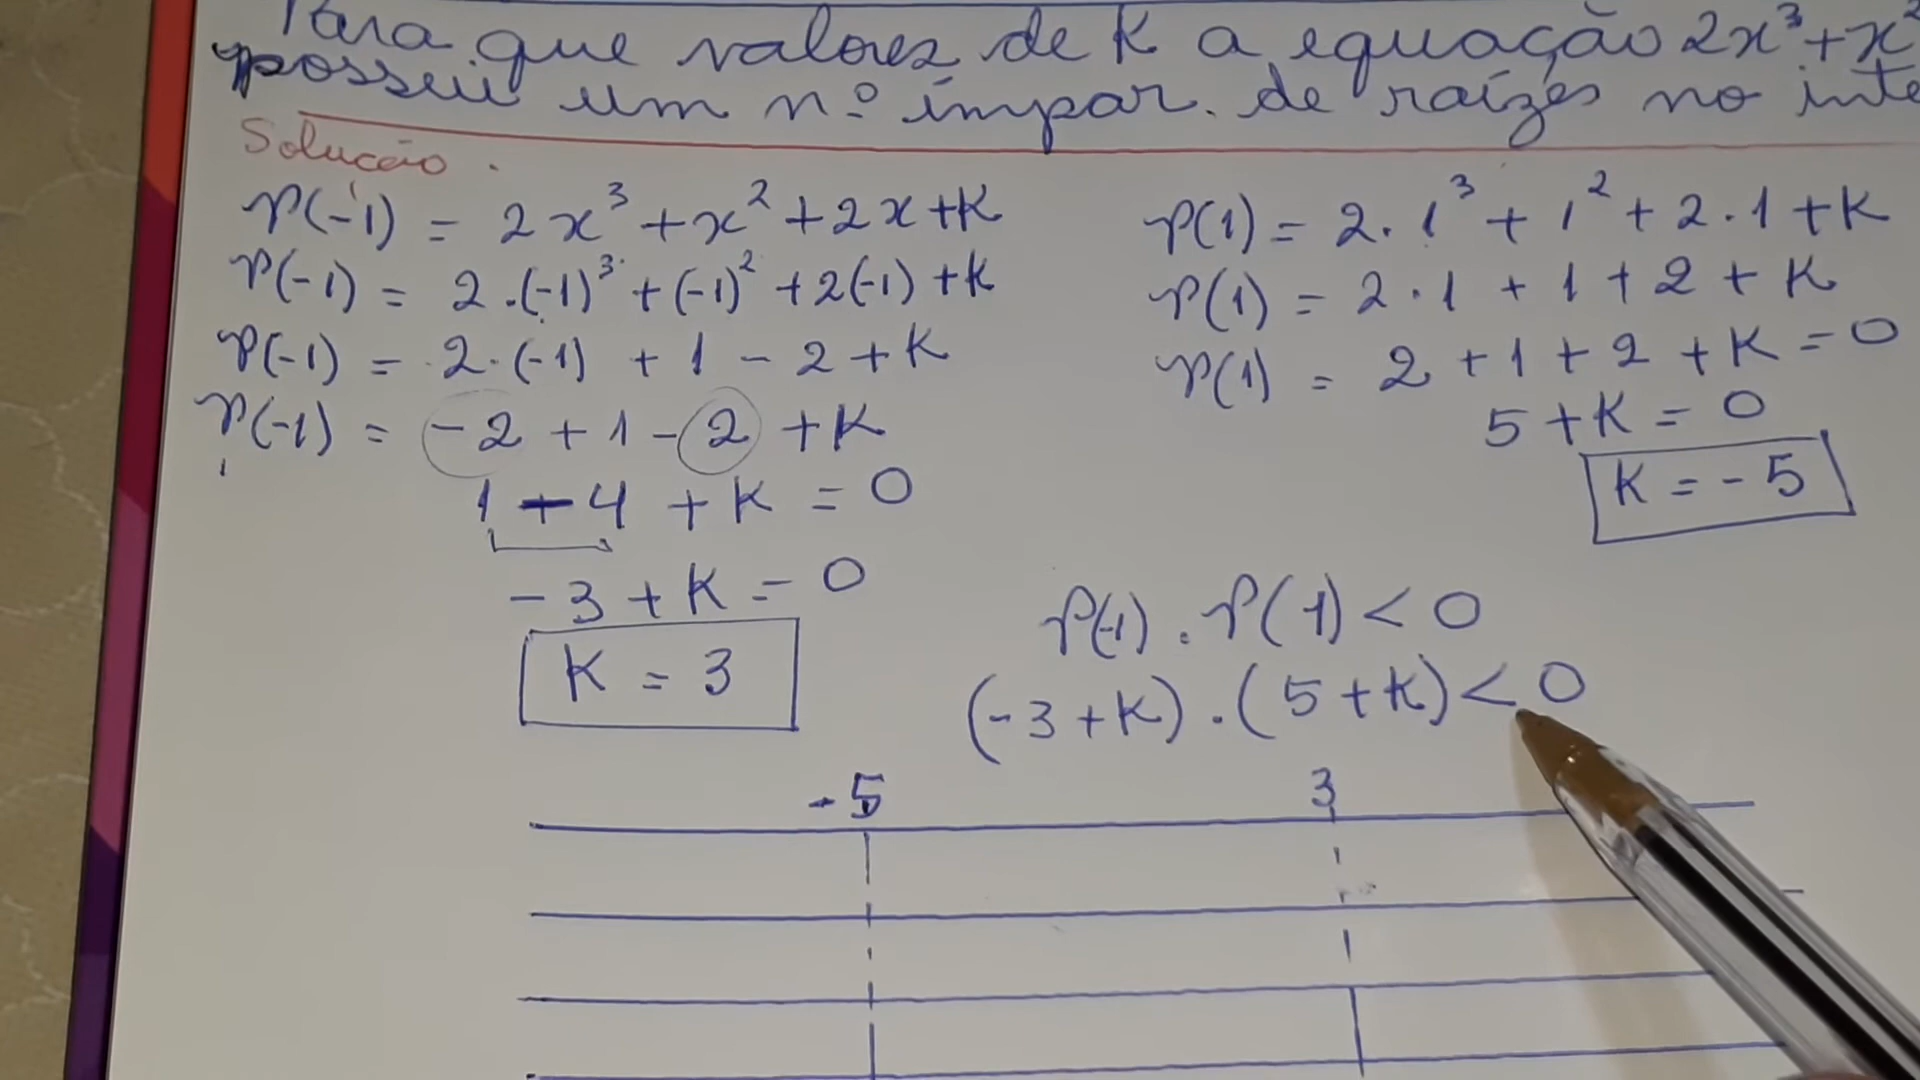 Para que valores de K a equação 2x³+x²
possui um n.º ímpar. de raízes no inte
Solução.
P(-1) = 2x³ + x² + 2x + K
P(-1) = 2.(-1)³ + (-1)² + 2(-1) + K
P(-1) = 2.(-1) + 1 - 2 + K
P(-1) = -2 + 1 - 2 + K
1 - 4 + K = 0
-3 + K = 0
K = 3
P(1) = 2.1³ + 1² + 2.1 + K
P(1) = 2.1 + 1 + 2 + K
P(1) = 2 + 1 + 2 + K = 0
5 + K = 0
K = -5
P(-1) . P(1) < 0
(-3 + K) . (5 + K) < 0
-5 3